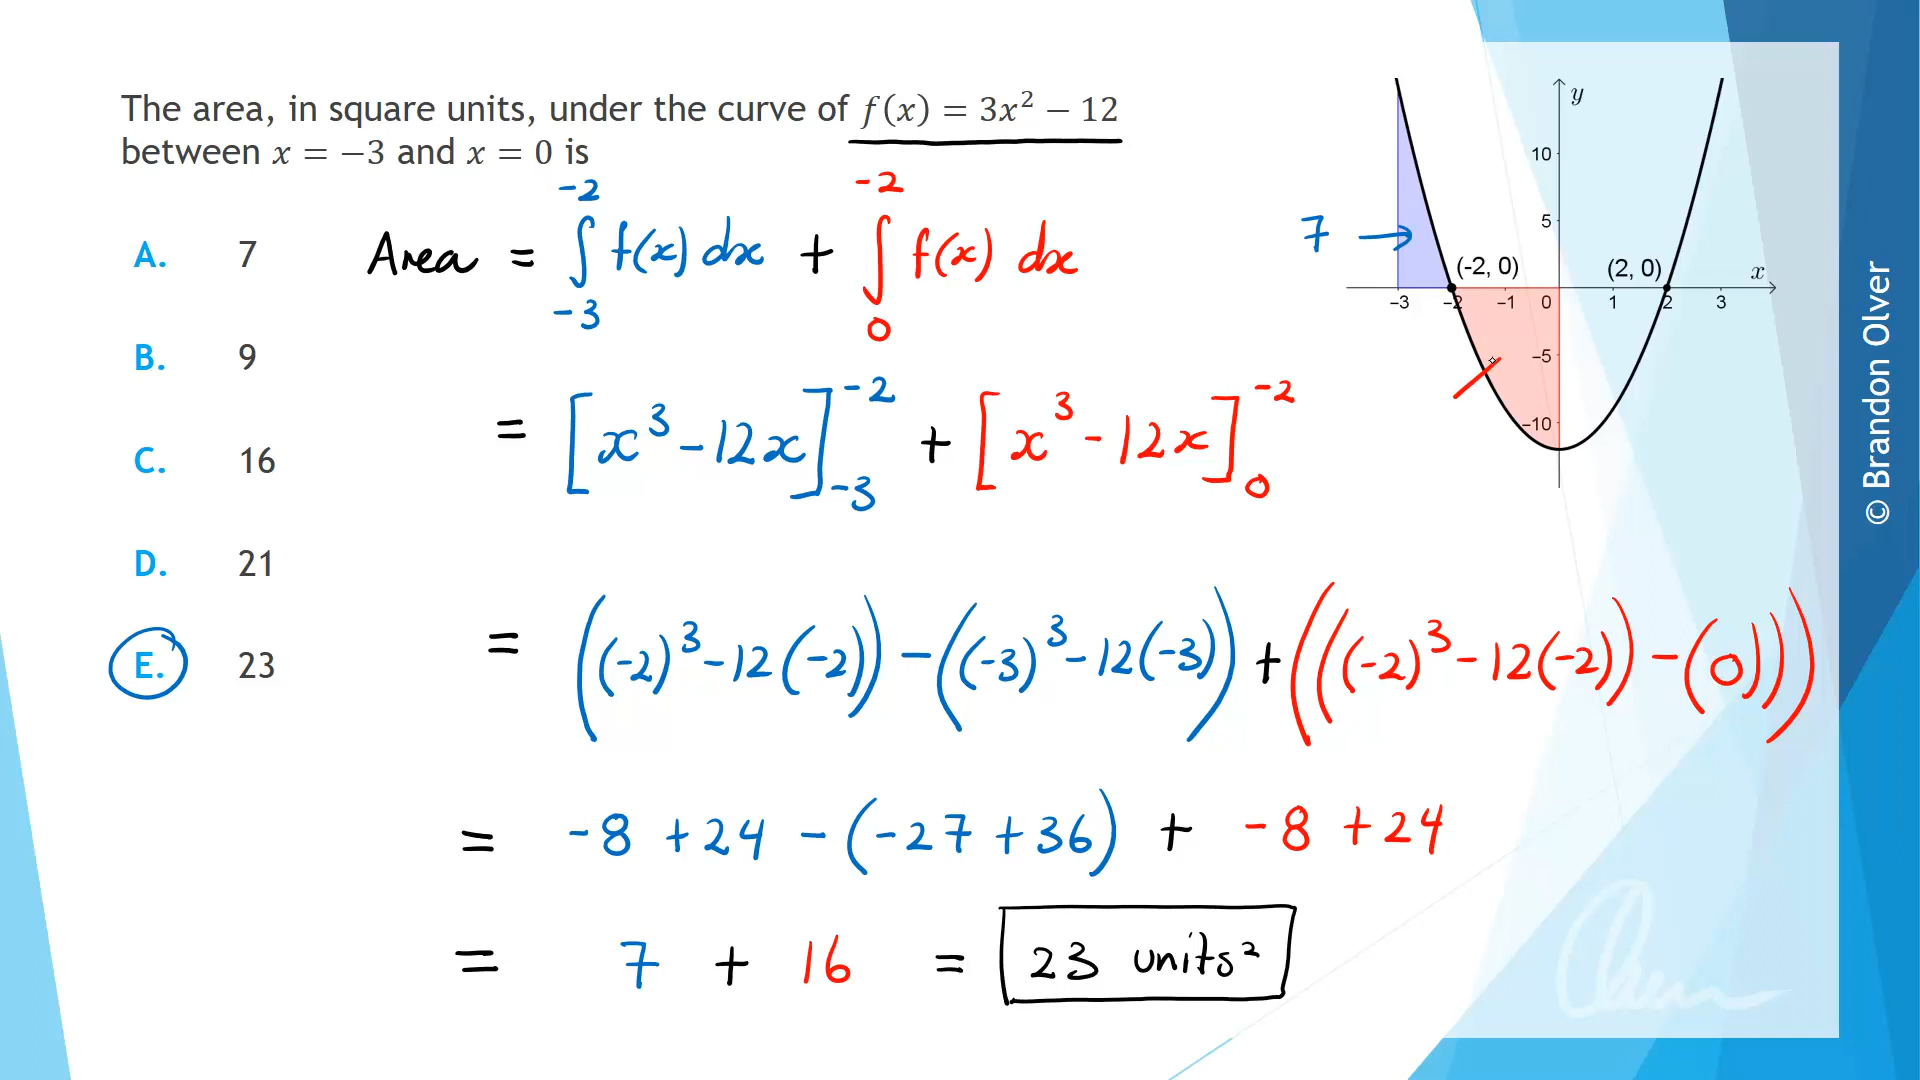 The area, in square units, under the curve of f(x) = 3x² − 12
between x = −3 and x = 0 is
A. 7
B. 9
C. 16
D. 21
E. 23
Area = ∫₋₃⁻² f(x) dx + ∫₀⁻² f(x) dx
= [x³ - 12x]₋₃⁻² + [x³ - 12x]₀⁻²
= ((-2)³ - 12(-2)) - ((-3)³ - 12(-3)) + (((-2)³ - 12(-2)) - (0)))
= -8 + 24 - (-27 + 36) + -8 + 24
= 7 + 16 = 23 units²
y
10
5
7 →
(-2, 0) (2, 0) x
−3 −2 −1 0 1 2 3
−5
−10
© Brandon Olver